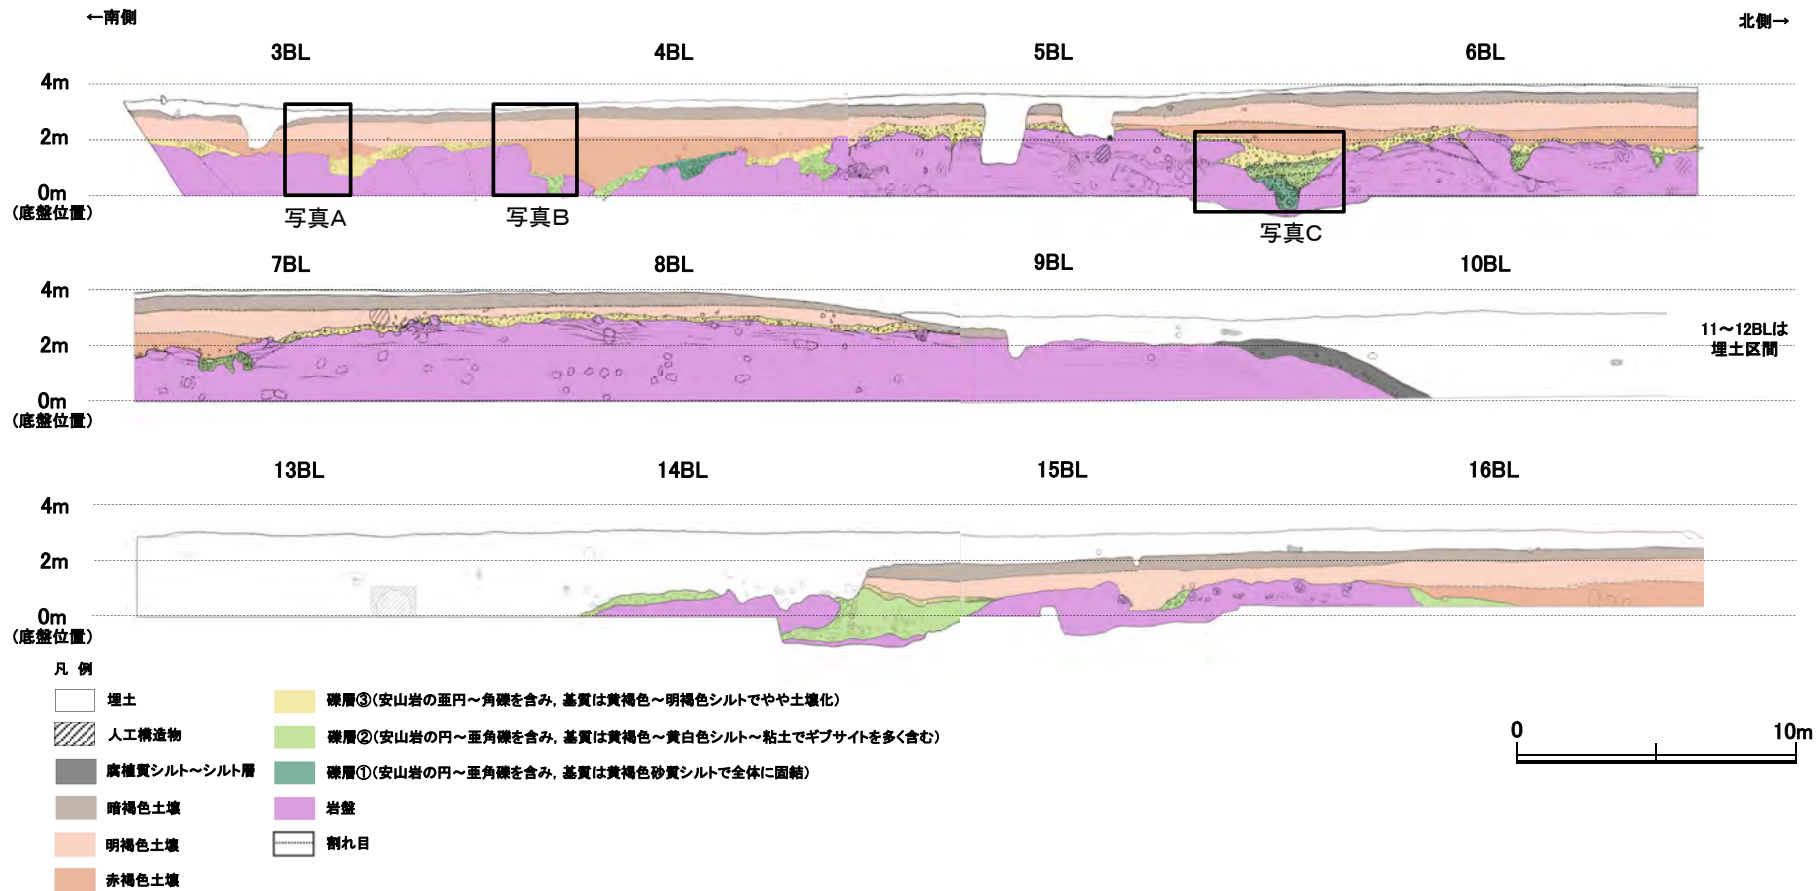 ←南側
北側→
3BL
4BL
5BL
6BL
4m
2m
0m
(底盤位置)
写真A
写真B
写真C
7BL
8BL
9BL
10BL
4m
2m
0m
(底盤位置)
11～12BLは
埋土区間
13BL
14BL
15BL
16BL
4m
2m
0m
(底盤位置)
凡 例
埋土
人工構造物
腐植質シルト～シルト層
暗褐色土壌
明褐色土壌
赤褐色土壌
礫層③(安山岩の亜円～角礫を含み，基質は黄褐色～明褐色シルトでやや土壌化)
礫層②(安山岩の円～亜角礫を含み，基質は黄褐色～黄白色シルト～粘土でギブサイトを多く含む)
礫層①(安山岩の円～亜角礫を含み，基質は黄褐色砂質シルトで全体に固結)
岩盤
割れ目
0
10m